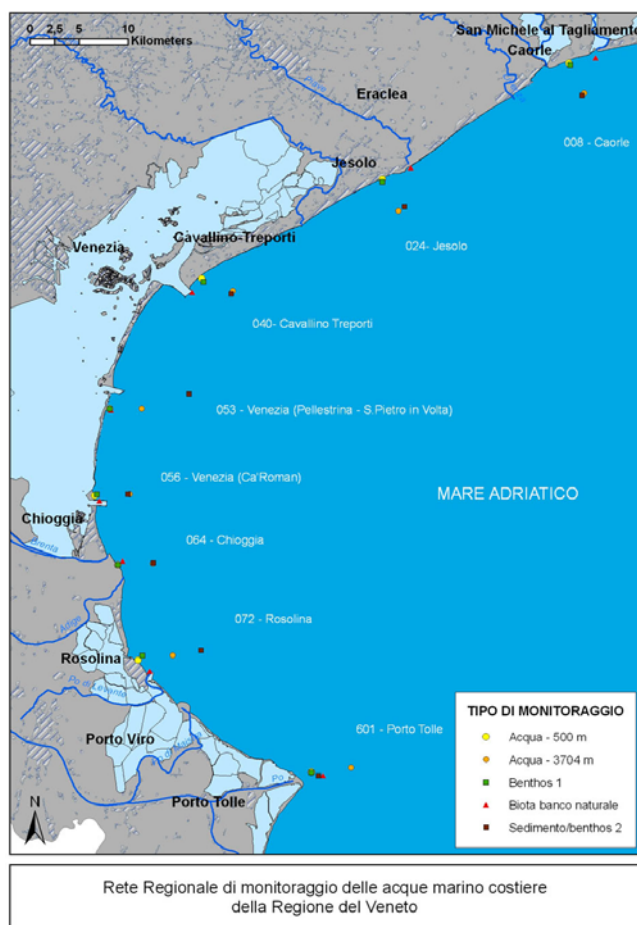 San Michele al Tagliamento
0 2,5 5 10
Kilometers
Caorle
Piave
Eraclea
008 - Caorle
Jesolo
Cavallino-Treporti
Venezia
024- Jesolo
040- Cavallino Treporti
053 - Venezia (Pellestrina - S.Pietro in Volta)
056 - Venezia (Ca'Roman)
MARE ADRIATICO
Chioggia
Brenta
064 - Chioggia
Adige
072 - Rosolina
Rosolina
Po di Levante
Porto Viro
601 - Porto Tolle
Po
Porto Tolle
N
TIPO DI MONITORAGGIO
Acqua - 500 m
Acqua - 3704 m
Benthos 1
Biota banco naturale
Sedimento/benthos 2
Rete Regionale di monitoraggio delle acque marino costiere
della Regione del Veneto